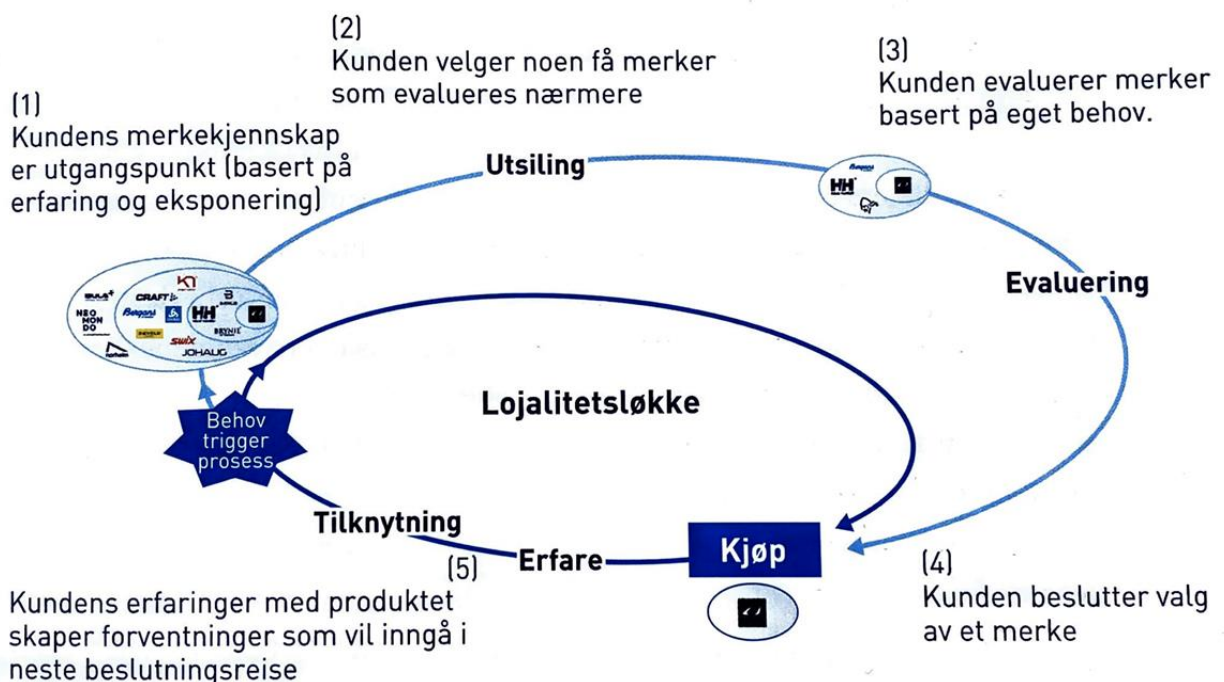 (1)
Kundens merkekjennskap
er utgangspunkt (basert på
erfaring og eksponering)
(2)
Kunden velger noen få merker
som evalueres nærmere
(3)
Kunden evaluerer merker
basert på eget behov.
Utsiling
Bergans
HH
Evaluering
KT
CRAFT
NEO
MON
DO
Bergans
HH
swix
BRYNJE
JOHAUG
Lojalitetsløkke
Behov
trigger
prosess
Tilknytning
Erfare
Kjøp
(4)
Kunden beslutter valg
av et merke
(5)
Kundens erfaringer med produktet
skaper forventninger som vil inngå i
neste beslutningsreise